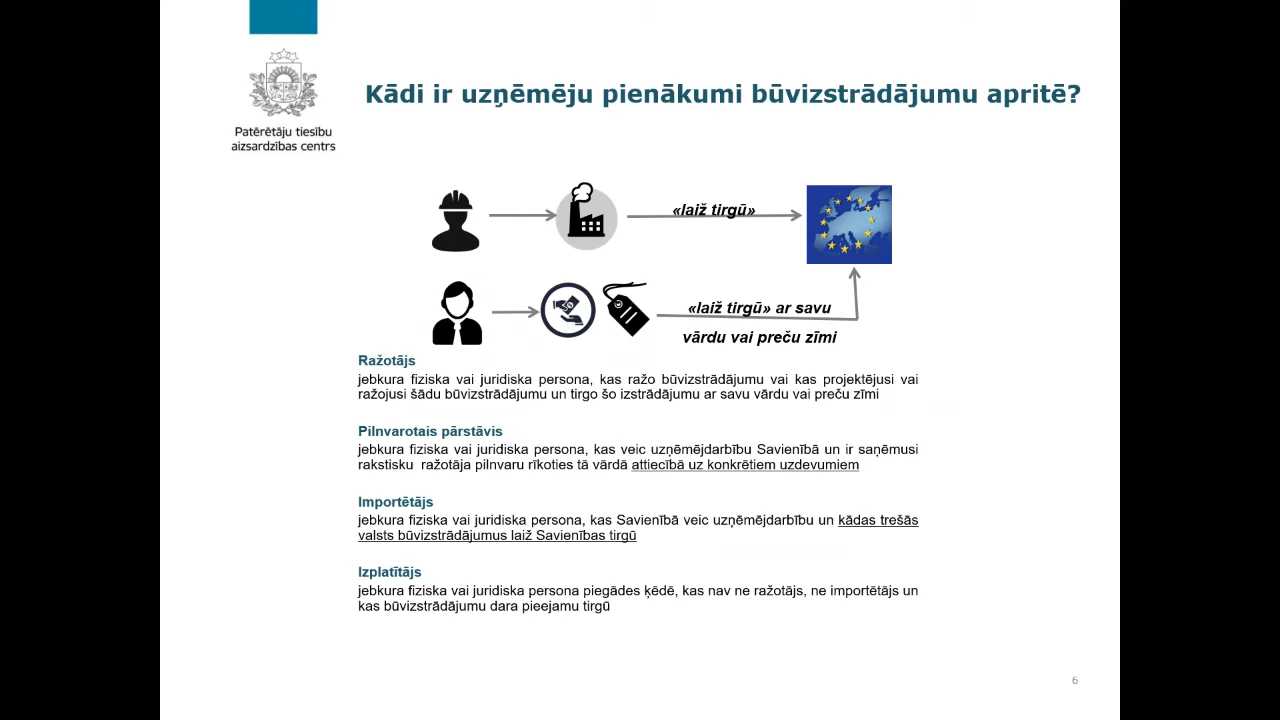 Patērētāju tiesību
aizsardzības centrs
Kādi ir uzņēmēju pienākumi būvizstrādājumu apritē?
«laiž tirgū»
«laiž tirgū» ar savu
vārdu vai preču zīmi
Ražotājs
jebkura fiziska vai juridiska persona, kas ražo būvizstrādājumu vai kas projektējusi vai
ražojusi šādu būvizstrādājumu un tirgo šo izstrādājumu ar savu vārdu vai preču zīmi
Pilnvarotais pārstāvis
jebkura fiziska vai juridiska persona, kas veic uzņēmējdarbību Savienībā un ir saņēmusi
rakstisku ražotāja pilnvaru rīkoties tā vārdā attiecībā uz konkrētiem uzdevumiem
Importētājs
jebkura fiziska vai juridiska persona, kas Savienībā veic uzņēmējdarbību un kādas trešās
valsts būvizstrādājumus laiž Savienības tirgū
Izplatītājs
jebkura fiziska vai juridiska persona piegādes ķēdē, kas nav ne ražotājs, ne importētājs un
kas būvizstrādājumu dara pieejamu tirgū
6